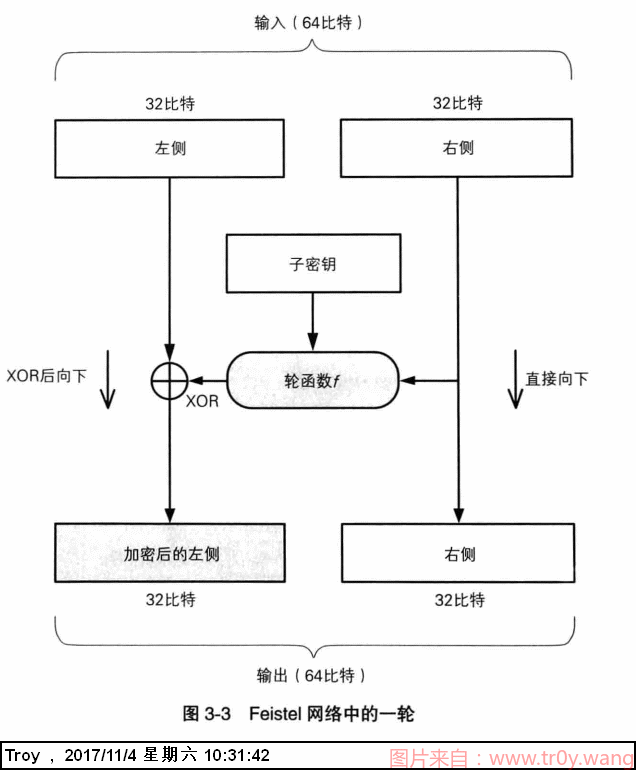 输入（64比特）
32比特
32比特
左侧
右侧
子密钥
XOR后向下
轮函数f
直接向下
XOR
加密后的左侧
右侧
32比特
32比特
输出（64比特）
图 3-3 Feistel 网络中的一轮
Troy , 2017/11/4 星期六 10:31:42
图片来自：www.tr0y.wang